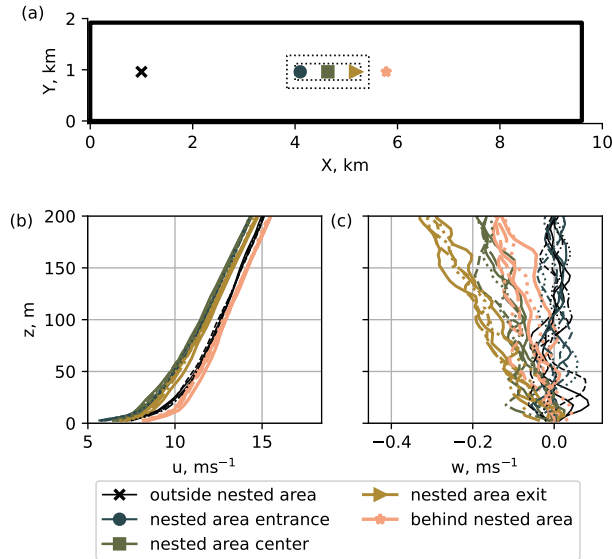 (a)
Y, km
2
1
0
0 2 4 6 8 10
X, km
(b) (c)
z, m
200
150
100
50
0
5 10 15
u, ms⁻¹
−0.4 −0.2 0.0
w, ms⁻¹
outside nested area
nested area entrance
nested area center
nested area exit
behind nested area